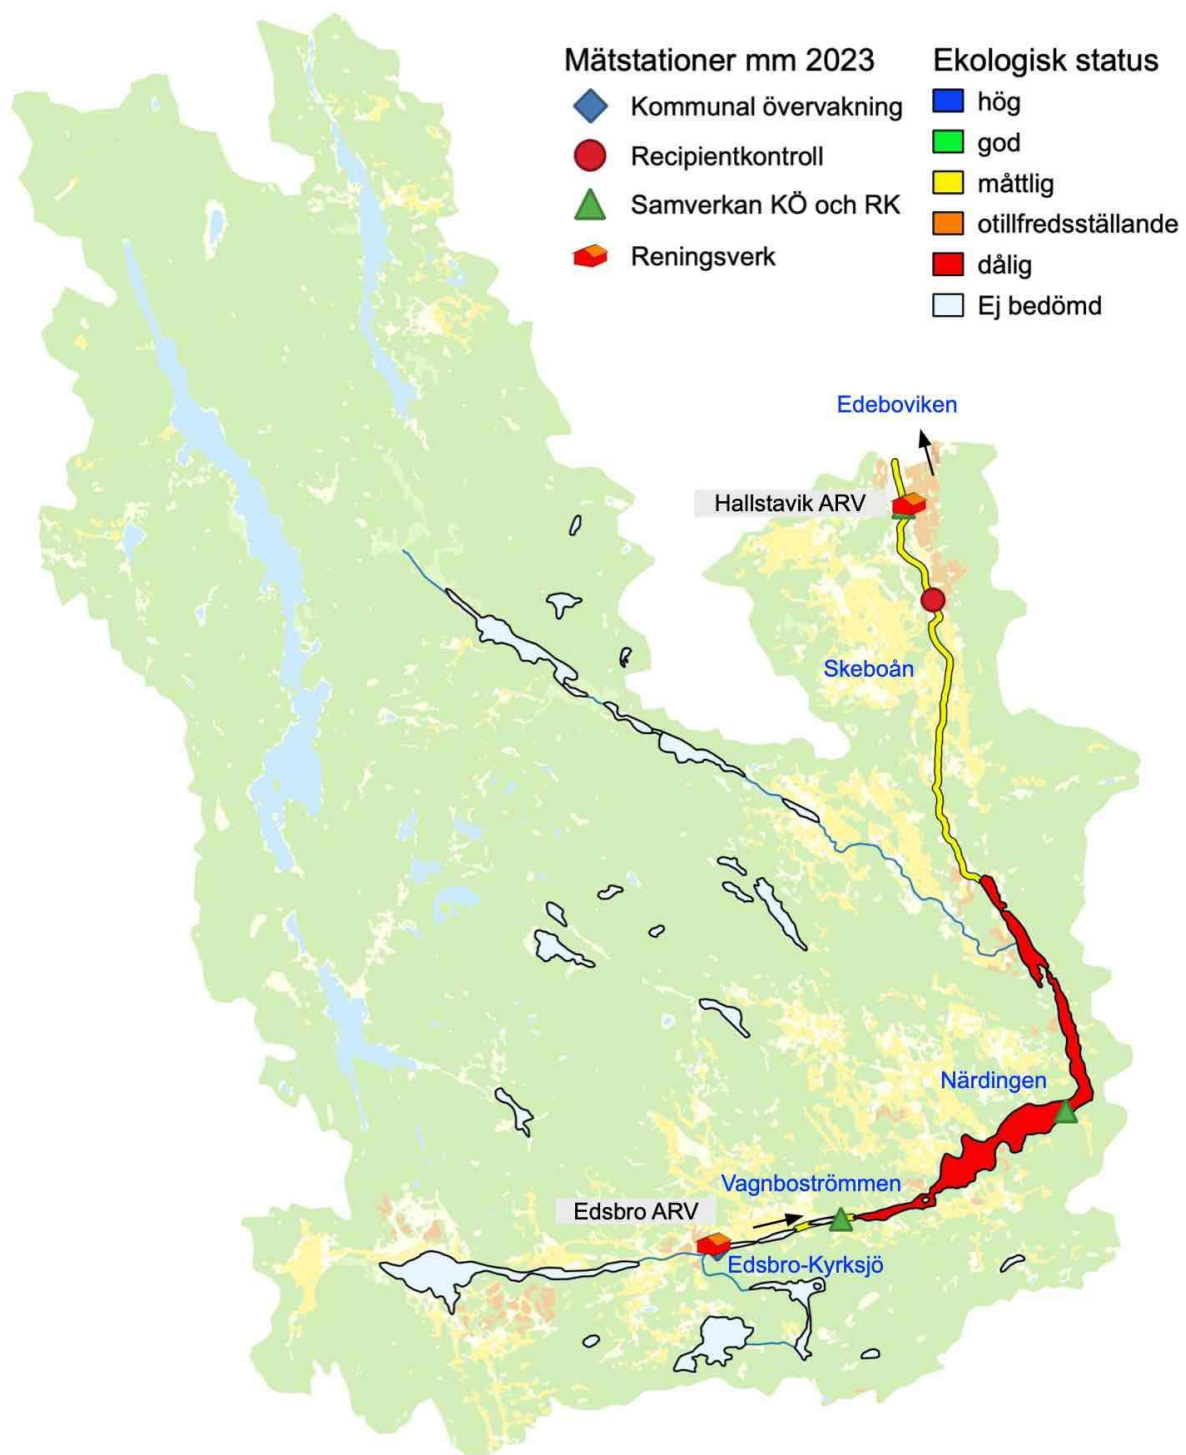 Mätstationer mm 2023
Kommunal övervakning
Recipientkontroll
Samverkan KÖ och RK
Reningsverk
Ekologisk status
hög
god
måttlig
otillfredsställande
dålig
Ej bedömd
Edeboviken
Hallstavik ARV
Skeboån
Närdingen
Vagnboströmmen
Edsbro ARV
Edsbro-Kyrksjö